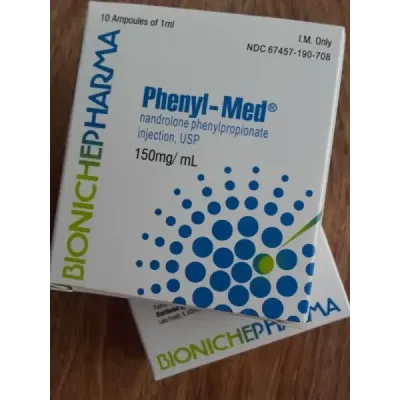 10 Ampoules of 1ml
I.M. Only
NDC 67457-190-708
BIONICHEPHARMA
Phenyl-Med®
nandrolone phenylpropionate
injection, USP
150mg/ mL
BIONICHEPHARMA